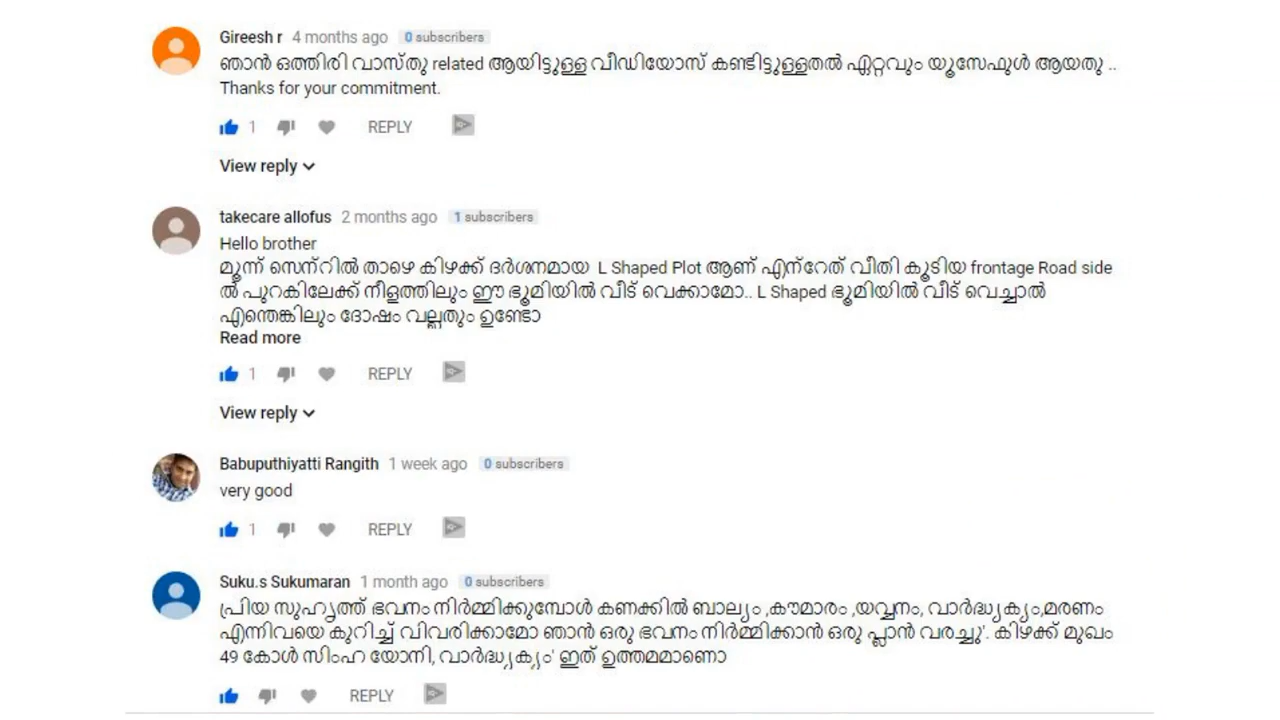 Gireesh r 4 months ago 0 subscribers
ഞാൻ ഒത്തിരി വാസ്തു related ആയിട്ടുള്ള വീഡിയോസ് കണ്ടിട്ടുള്ളതൽ ഏറ്റവും യൂസേഫുൾ ആയതു ..
Thanks for your commitment.
1 REPLY
View reply
takecare allofus 2 months ago 1 subscribers
Hello brother
മൂന്ന് സെന്റിൽ താഴെ കിഴക്ക് ദർശനമായ L Shaped Plot ആണ് എന്റേത് വീതി കൂടിയ frontage Road side
ൽ പുറകിലേക്ക് നീളത്തിലും ഈ ഭൂമിയിൽ വീട് വെക്കാമോ.. L Shaped ഭൂമിയിൽ വീട് വെച്ചാൽ
എന്തെങ്കിലും ദോഷം വല്ലതും ഉണ്ടോ
Read more
1 REPLY
View reply
Babuputhiyatti Rangith 1 week ago 0 subscribers
very good
1 REPLY
Suku.s Sukumaran 1 month ago 0 subscribers
പ്രിയ സുഹൃത്ത് ഭവനം നിർമ്മിക്കുമ്പോൾ കണക്കിൽ ബാല്യം ,കൗമാരം ,യവ്വനം, വാർദ്ധ്യക്യം,മരണം
എന്നിവയെ കുറിച്ച് വിവരിക്കാമോ ഞാൻ ഒരു ഭവനം നിർമ്മിക്കാൻ ഒരു പ്ലാൻ വരച്ചു'. കിഴക്ക് മുഖം
49 കോൾ സിംഹ യോനി, വാർദ്ധ്യക്യം' ഇത് ഉത്തമമാണൊ
REPLY